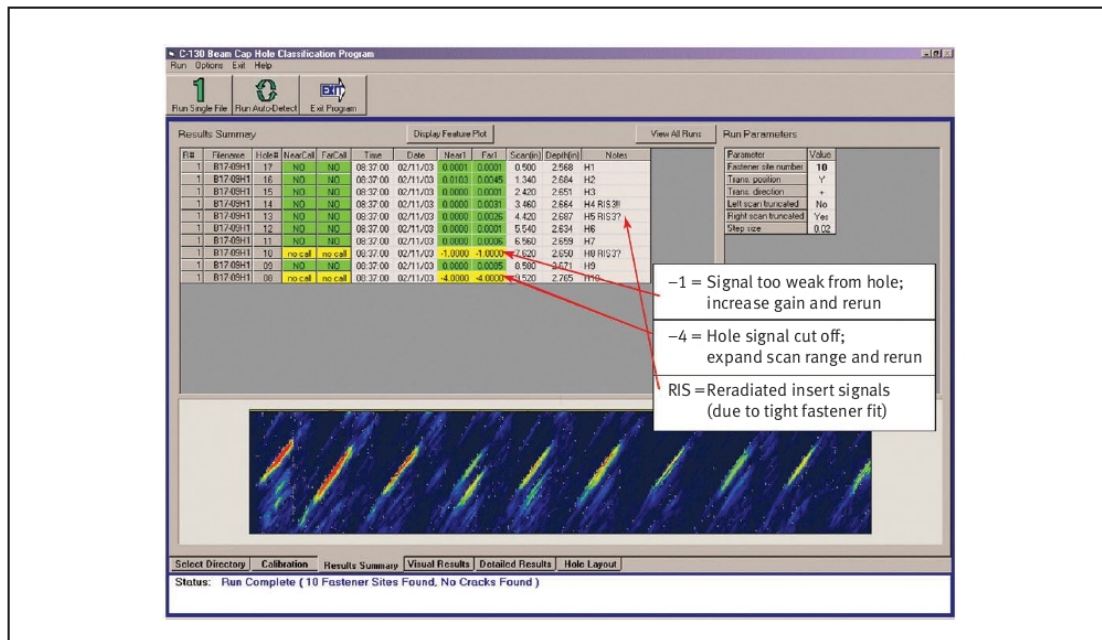 C-130 Beam Cap Hole Classification Program
Run Options Exit Help
Run Single File Run Auto-Detect Exit Program
Results Summary Display Feature Plot View All Runs Run Parameters
R# Filename Hole# NearCall FarCall Time Date Near1 Far1 Scan(in) Depth(in) Notes
1 B17-09H1 17 NO NO 08:37:00 02/11/03 0.0001 0.0001 0.500 2.568 H1
1 B17-09H1 16 NO NO 08:37:00 02/11/03 0.0103 0.0045 1.340 2.684 H2
1 B17-09H1 15 NO NO 08:37:00 02/11/03 0.0000 0.0001 2.420 2.651 H3
1 B17-09H1 14 NO NO 08:37:00 02/11/03 0.0000 0.0031 3.460 2.664 H4 RIS3!!
1 B17-09H1 13 NO NO 08:37:00 02/11/03 0.0000 0.0026 4.420 2.687 H5 RIS3?
1 B17-09H1 12 NO NO 08:37:00 02/11/03 0.0000 0.0001 5.540 2.634 H6
1 B17-09H1 11 NO NO 08:37:00 02/11/03 0.0000 0.0006 6.560 2.659 H7
1 B17-09H1 10 no call no call 08:37:00 02/11/03 -1.0000 -1.0000 7.620 2.650 H8 RIS3?
1 B17-09H1 09 NO NO 08:37:00 02/11/03 0.0000 0.0005 8.580 2.671 H9
1 B17-09H1 08 no call no call 08:37:00 02/11/03 -4.0000 -4.0000 9.520 2.765 H10
Parameter Value
Fastener site number 10
Trans. position Y
Trans. direction +
Left scan truncated No
Right scan truncated Yes
Step size 0.02
–1 = Signal too weak from hole;
increase gain and rerun
–4 = Hole signal cut off;
expand scan range and rerun
RIS = Reradiated insert signals
(due to tight fastener fit)
Select Directory Calibration Results Summary Visual Results Detailed Results Hole Layout
Status: Run Complete ( 10 Fastener Sites Found, No Cracks Found )